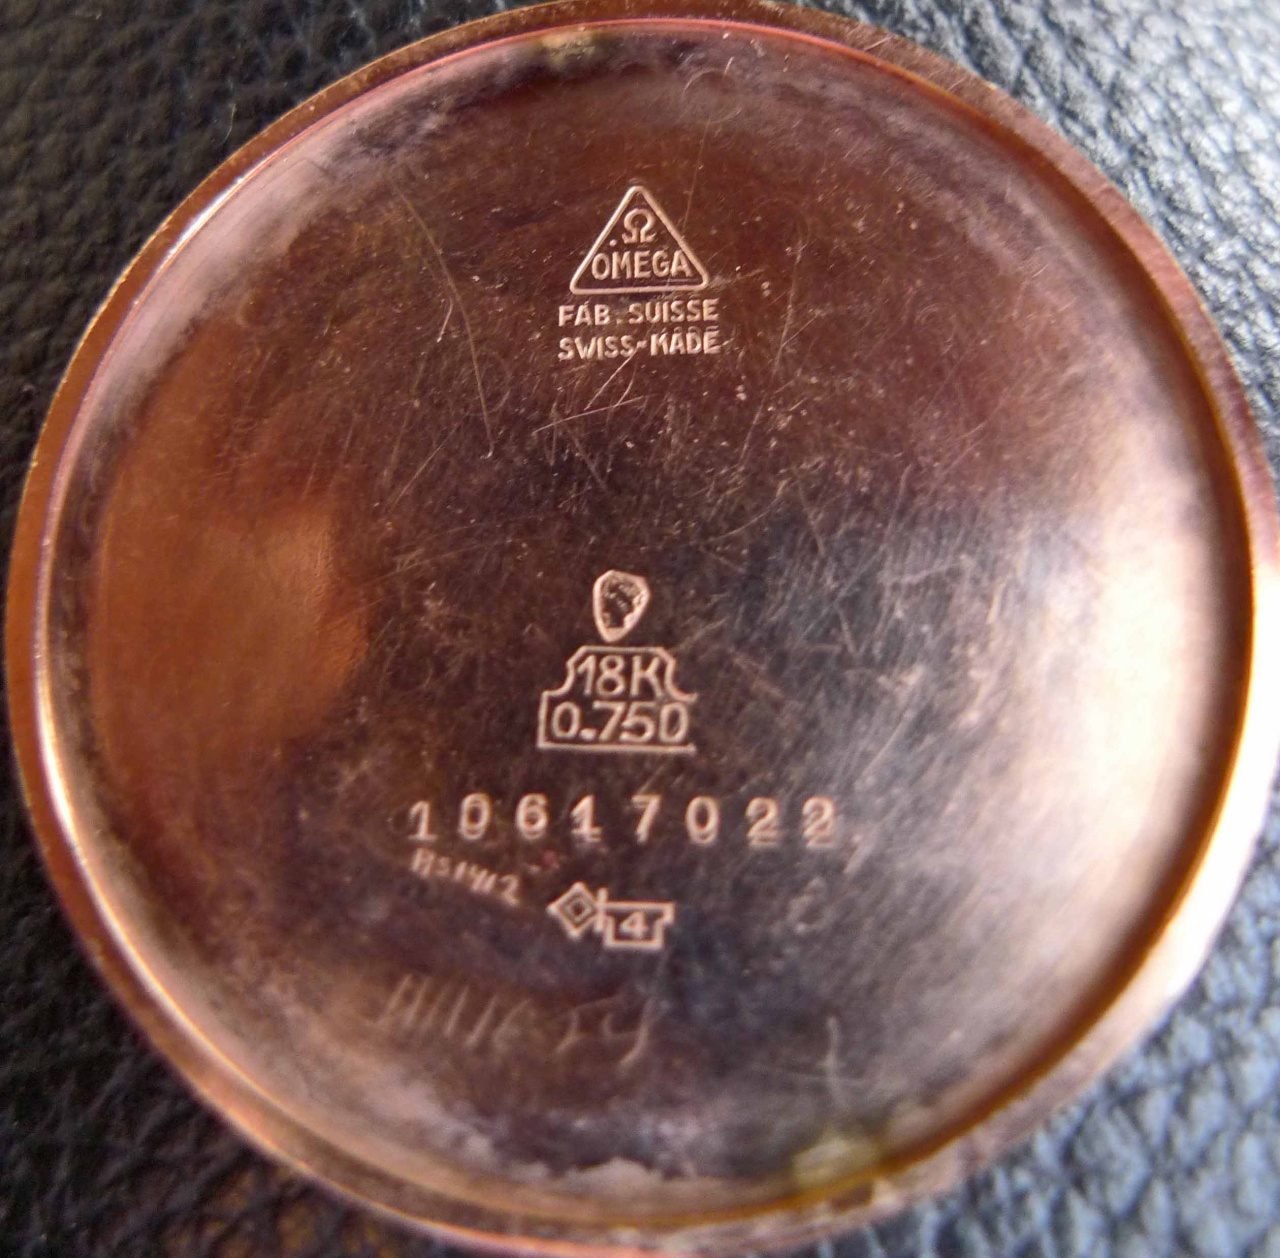 Ω
OMEGA
FAB. SUISSE
SWISS-MADE
18K
0.750
10617022
4